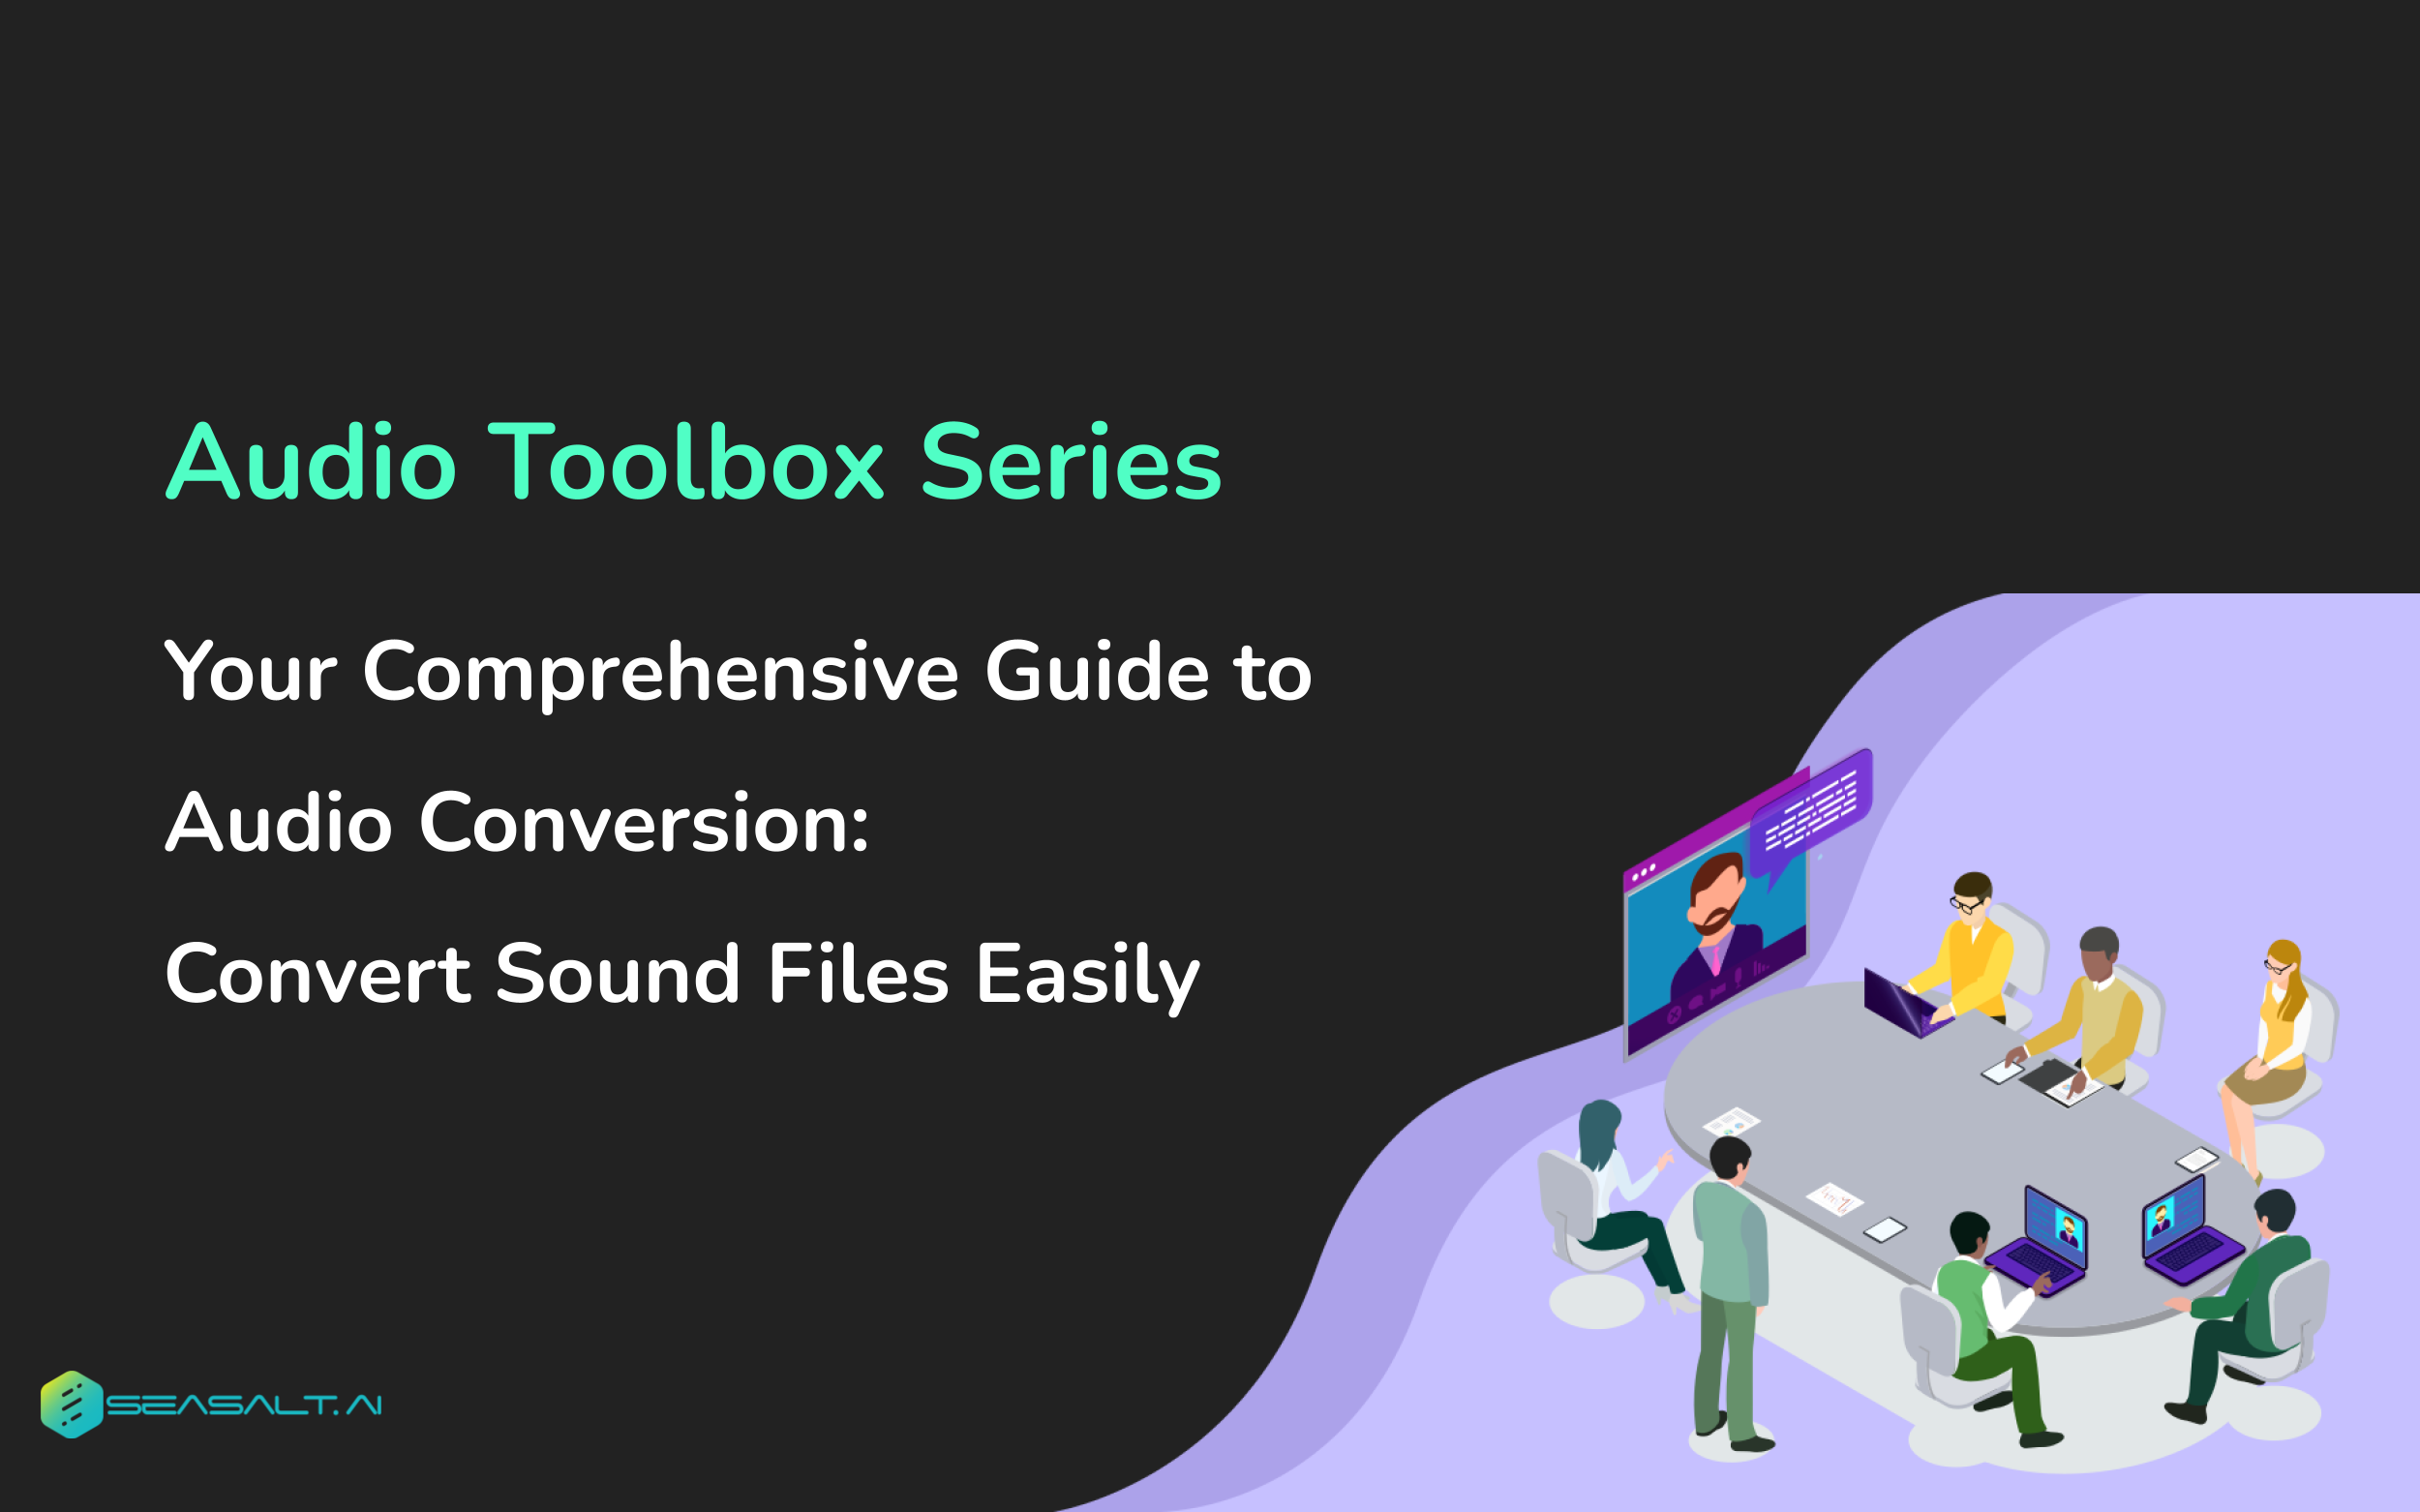 Audio Toolbox Series
Your Comprehensive Guide to
Audio Conversion:
Convert Sound Files Easily
SEASALT.AI